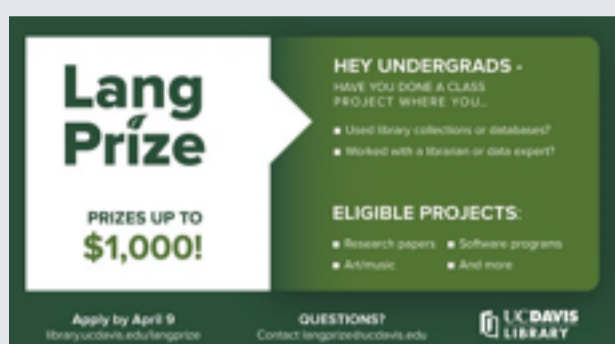 Lang
Prize
PRIZES UP TO
$1,000!
HEY UNDERGRADS -
HAVE YOU DONE A CLASS
PROJECT WHERE YOU...
Used library collections or databases?
Worked with a librarian or data expert?
ELIGIBLE PROJECTS:
Research papers
Software programs
Art/music
And more
Apply by April 9
library.ucdavis.edu/langprize
QUESTIONS?
Contact langprize@ucdavis.edu
UCDAVIS
LIBRARY